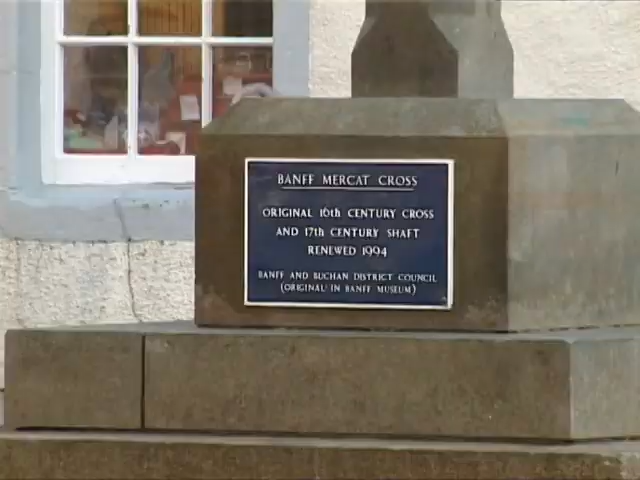 BANFF MERCAT CROSS
ORIGINAL 16th CENTURY CROSS
AND 17th CENTURY SHAFT
RENEWED 1994
BANFF AND BUCHAN DISTRICT COUNCIL
(ORIGINAL IN BANFF MUSEUM)